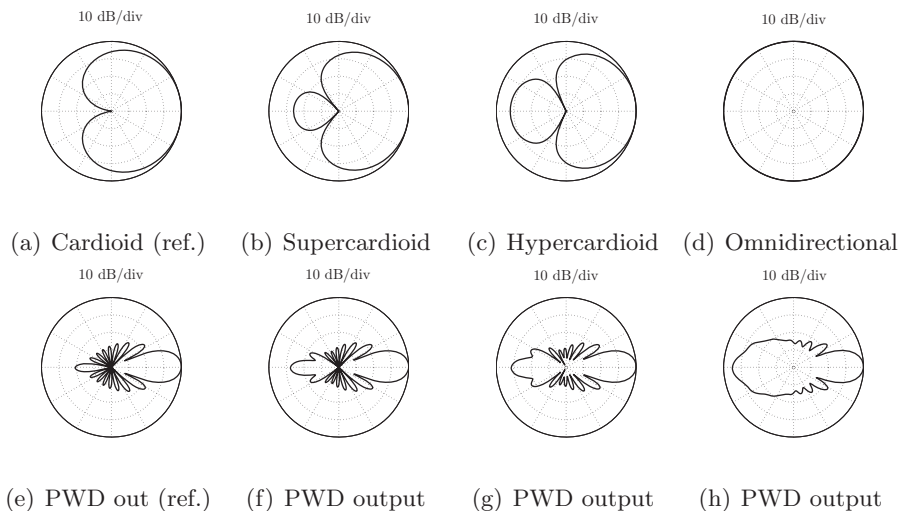 10 dB/div 10 dB/div 10 dB/div 10 dB/div
(a) Cardioid (ref.) (b) Supercardioid (c) Hypercardioid (d) Omnidirectional
10 dB/div 10 dB/div 10 dB/div 10 dB/div
(e) PWD out (ref.) (f) PWD output (g) PWD output (h) PWD output